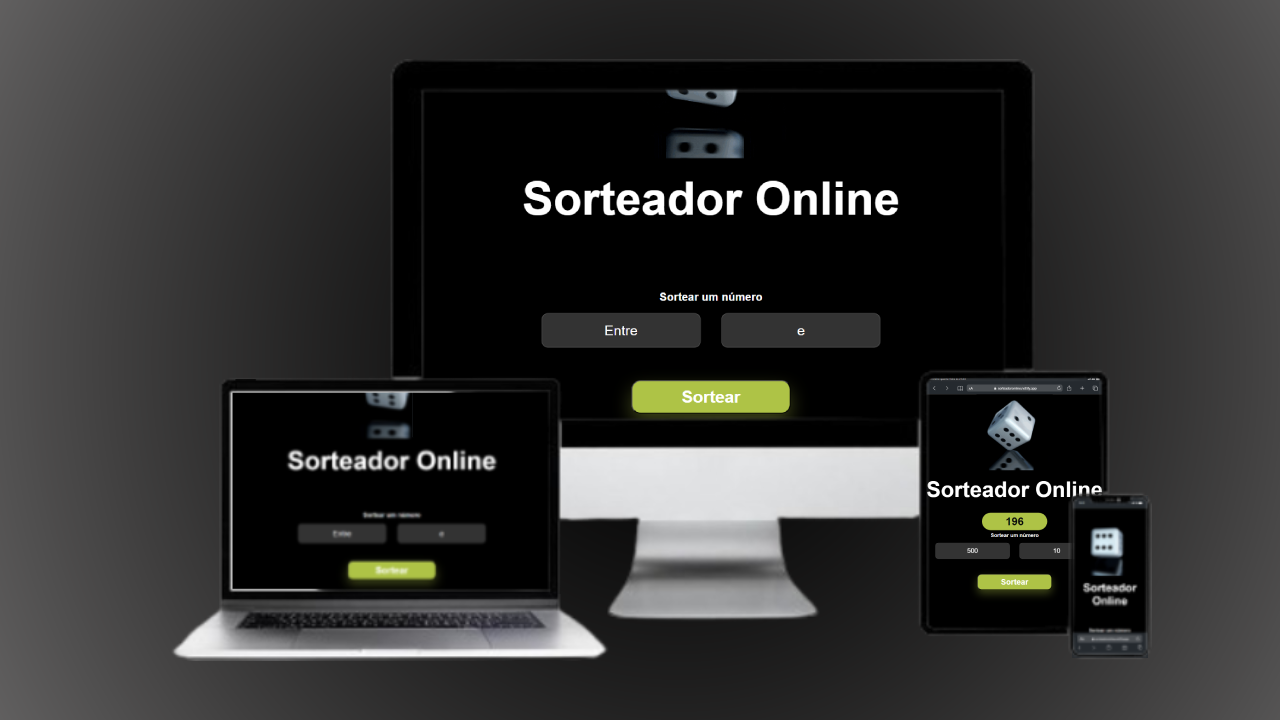 Sorteador Online
Sortear um número
Entre
e
Sortear
Sorteador Online
Sortear um número
Entre
e
Sortear
Sorteador Online
196
Sortear um número
500
10
Sortear
Sorteador
Online
Sortear um número